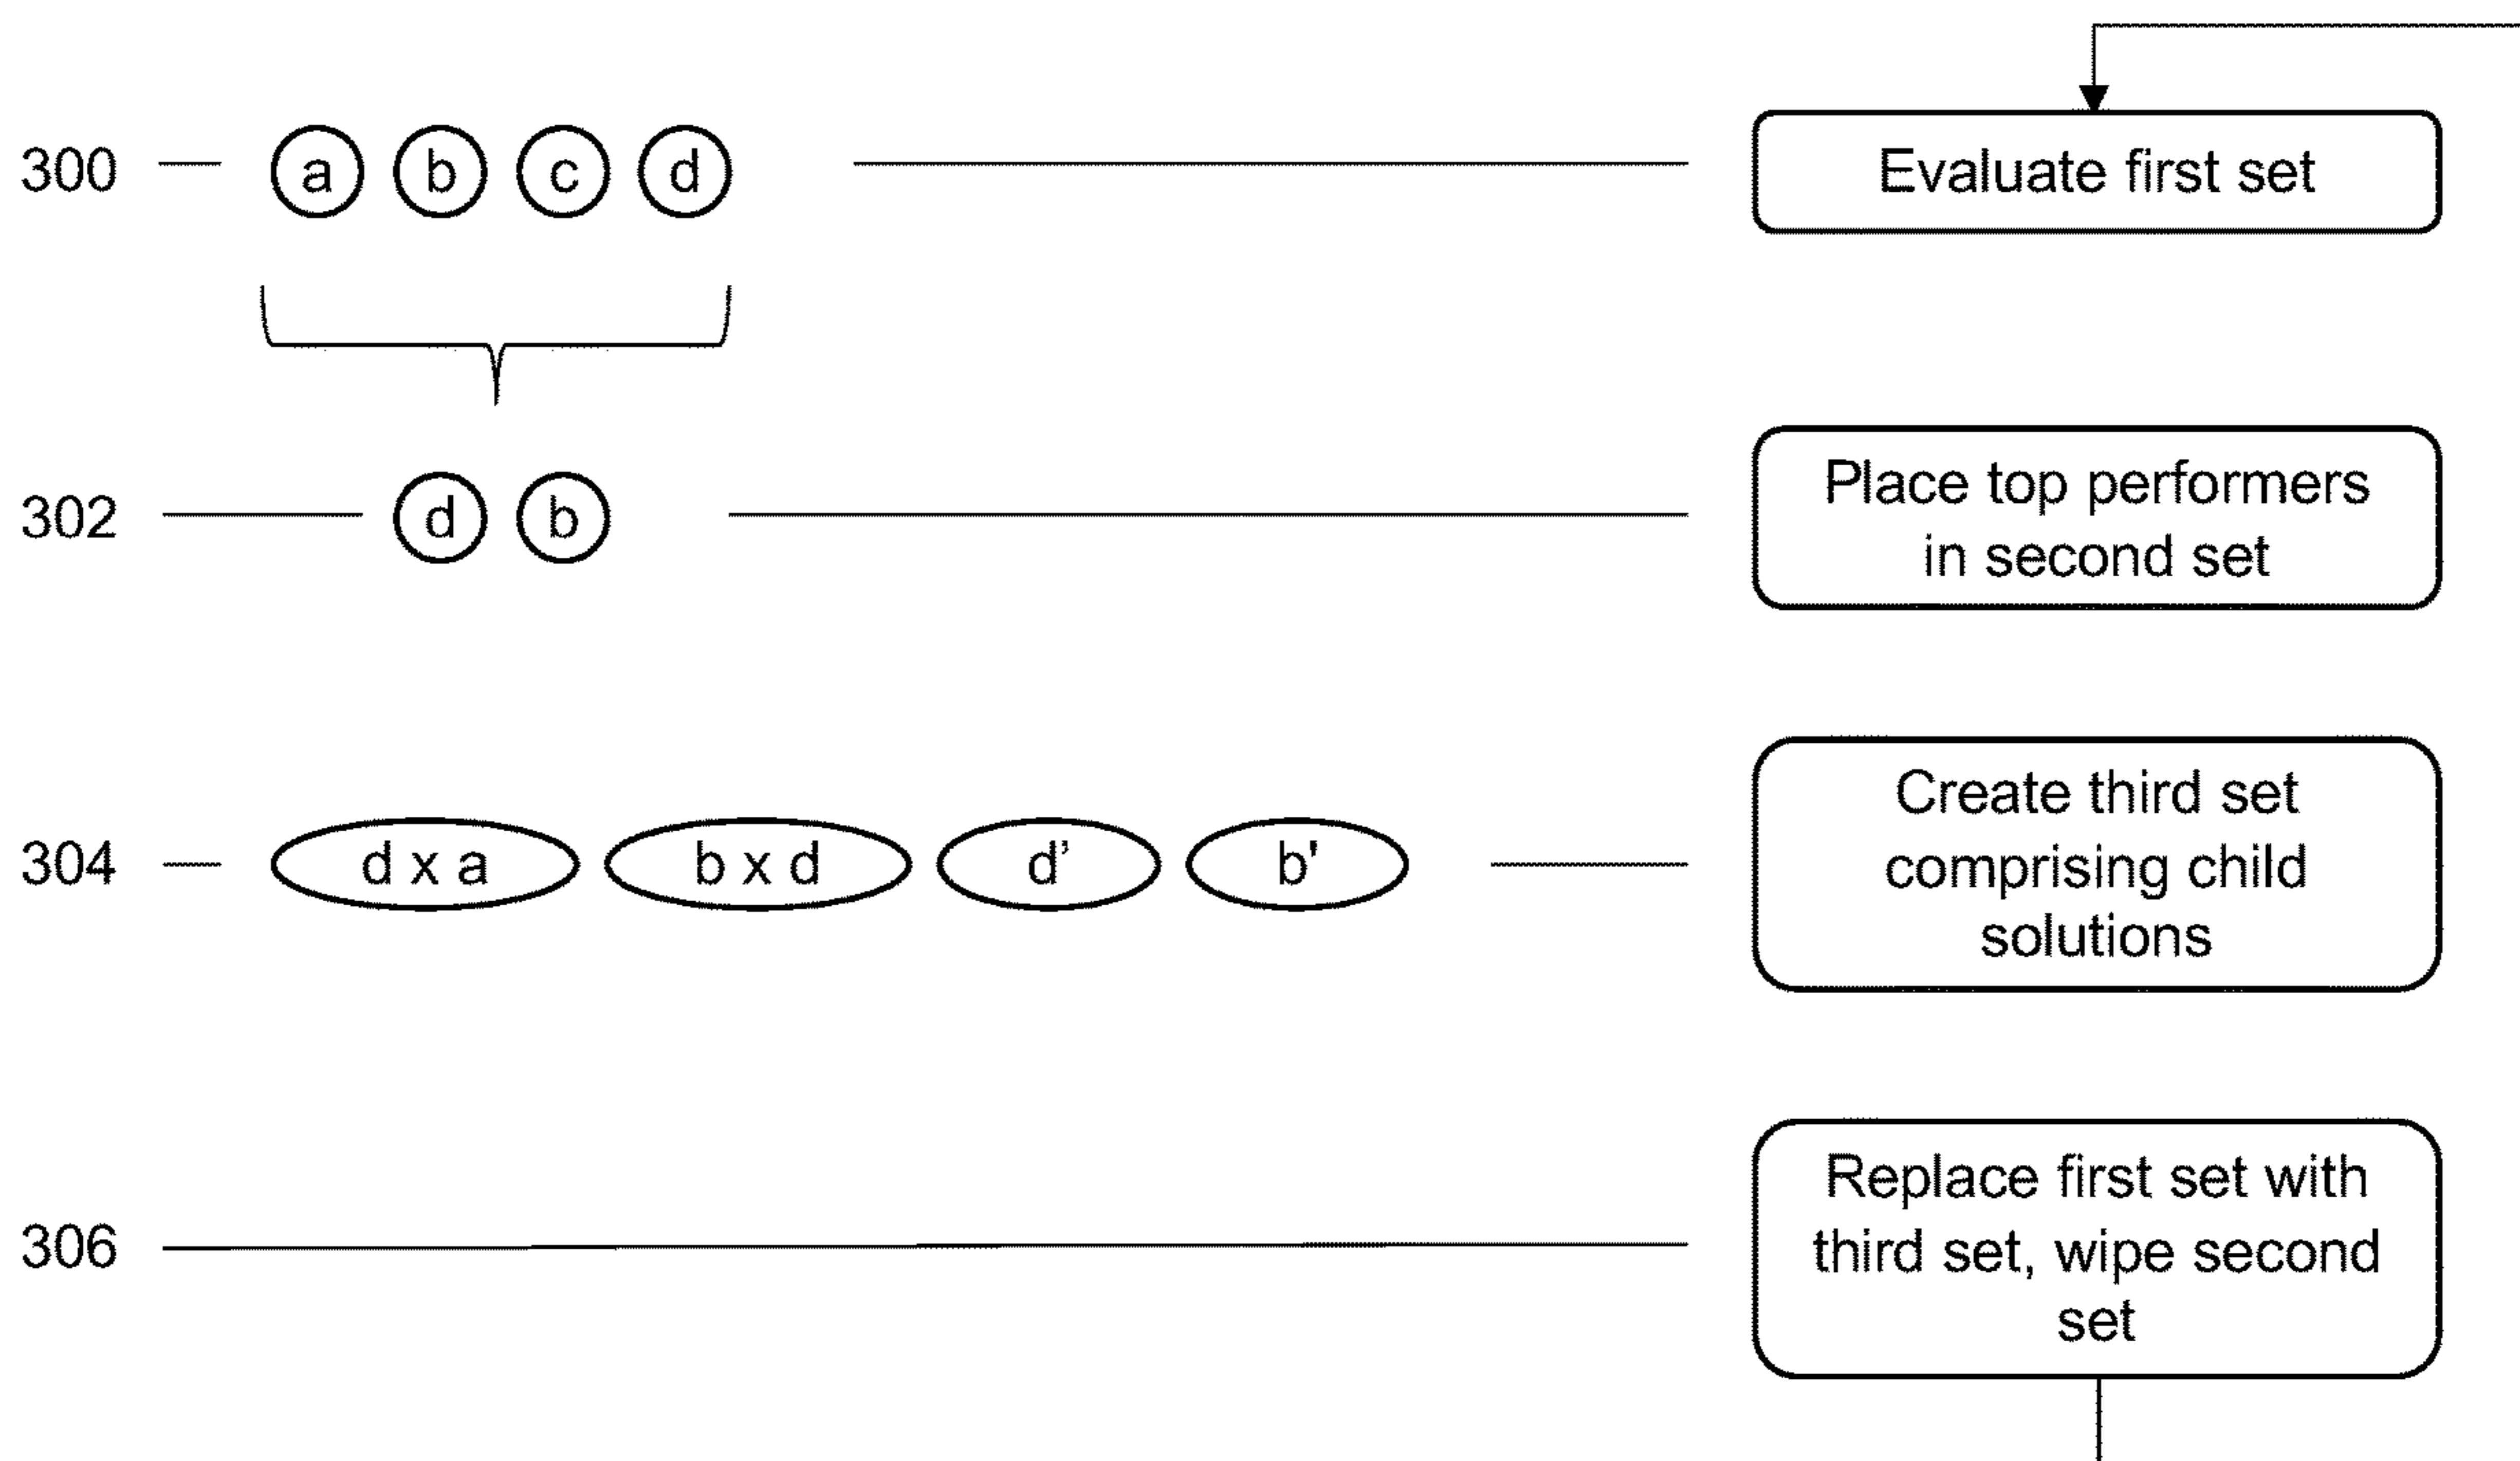 300 a b c d Evaluate first set
302 d b Place top performers
in second set
304 d x a b x d d’ b' Create third set
comprising child
solutions
306 Replace first set with
third set, wipe second
set